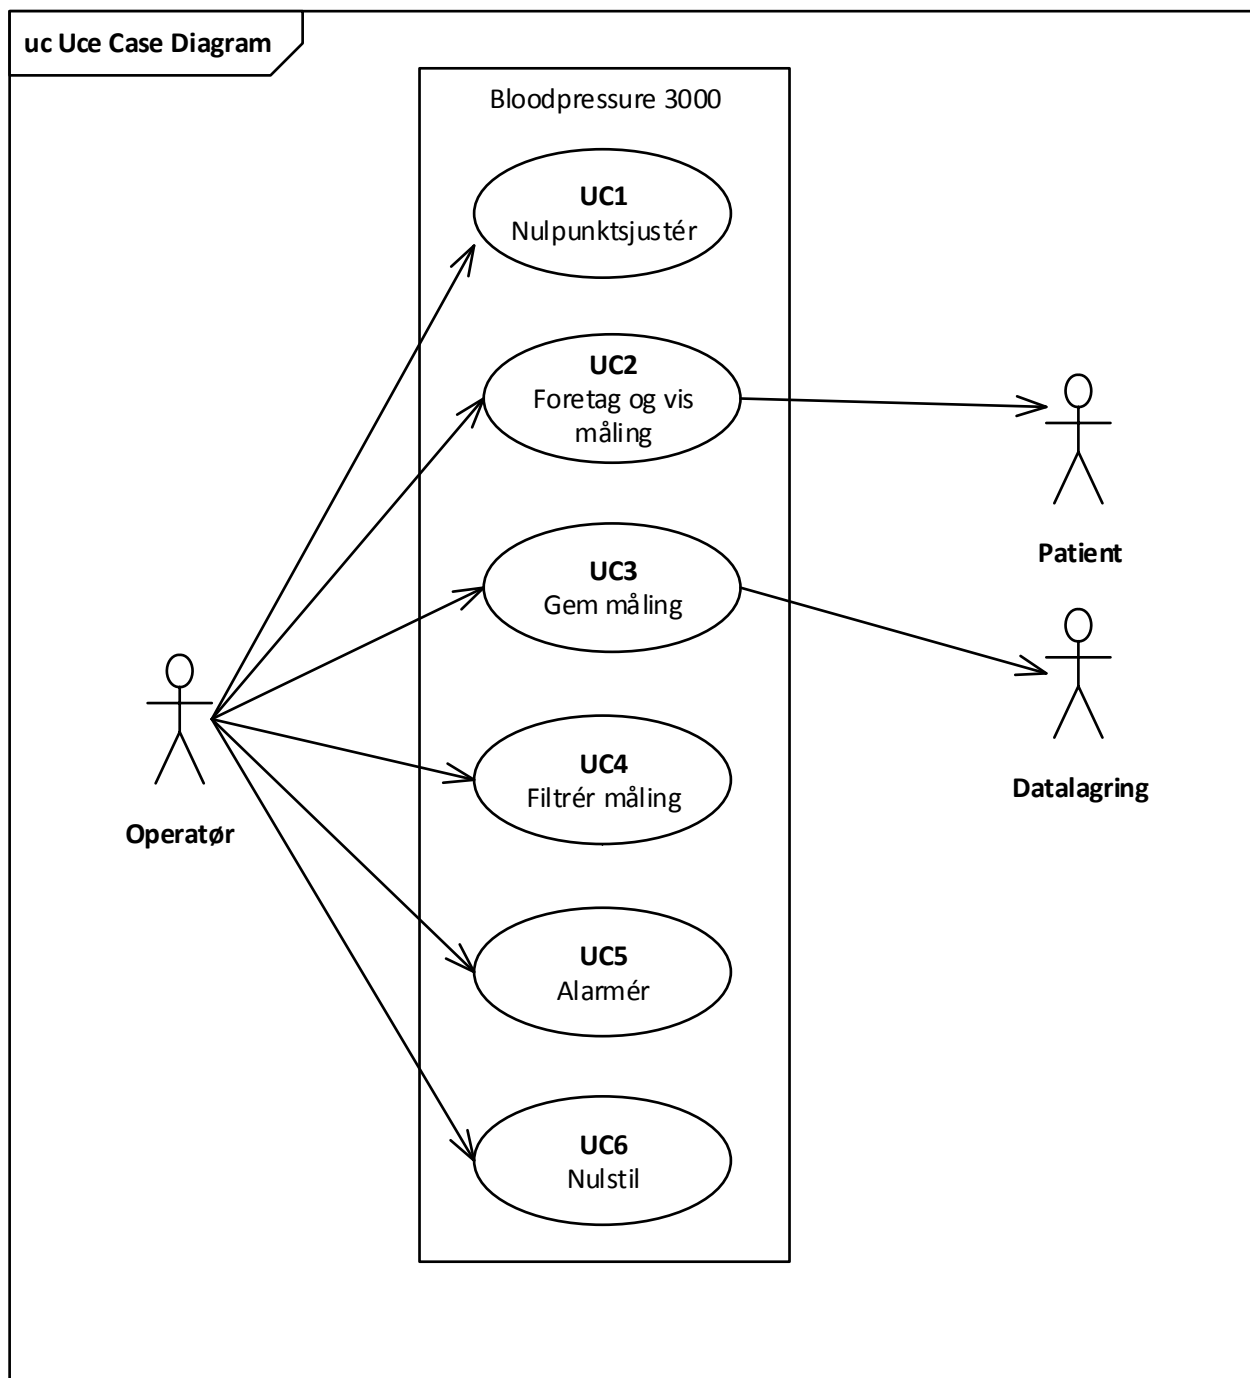 uc Uce Case Diagram
Bloodpressure 3000
UC1
Nulpunktsjustér
UC2
Foretag og vis
måling
Patient
UC3
Gem måling
Datalagring
UC4
Filtrér måling
Operatør
UC5
Alarmér
UC6
Nulstil